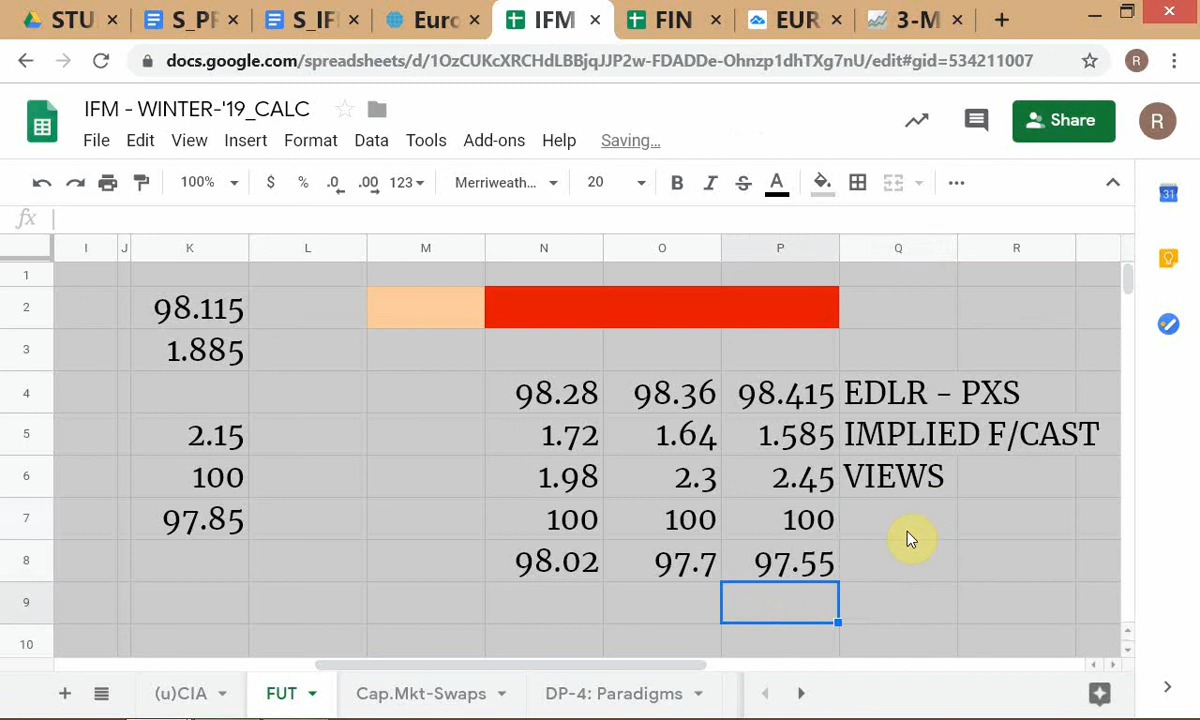 STU × S_PF × S_IF × Euro × IFM × FIN × EUR × 3-M × +
docs.google.com/spreadsheets/d/1OzCUKcXRCHdLBBjqJJP2w-FDADDe-Ohnzp1dhTXg7nU/edit#gid=534211007 R
IFM - WINTER-'19_CALC
Share R
File Edit View Insert Format Data Tools Add-ons Help Saving...
100% $ % .0 .00 123 Merriweath... 20 B I S A
fx
31
I J K L M N O P Q R
1
2 98.115
3 1.885
4 98.28 98.36 98.415 EDLR - PXS
5 2.15 1.72 1.64 1.585 IMPLIED F/CAST
6 100 1.98 2.3 2.45 VIEWS
7 97.85 100 100 100
8 98.02 97.7 97.55
9
10
+ (u)CIA FUT Cap.Mkt-Swaps DP-4: Paradigms